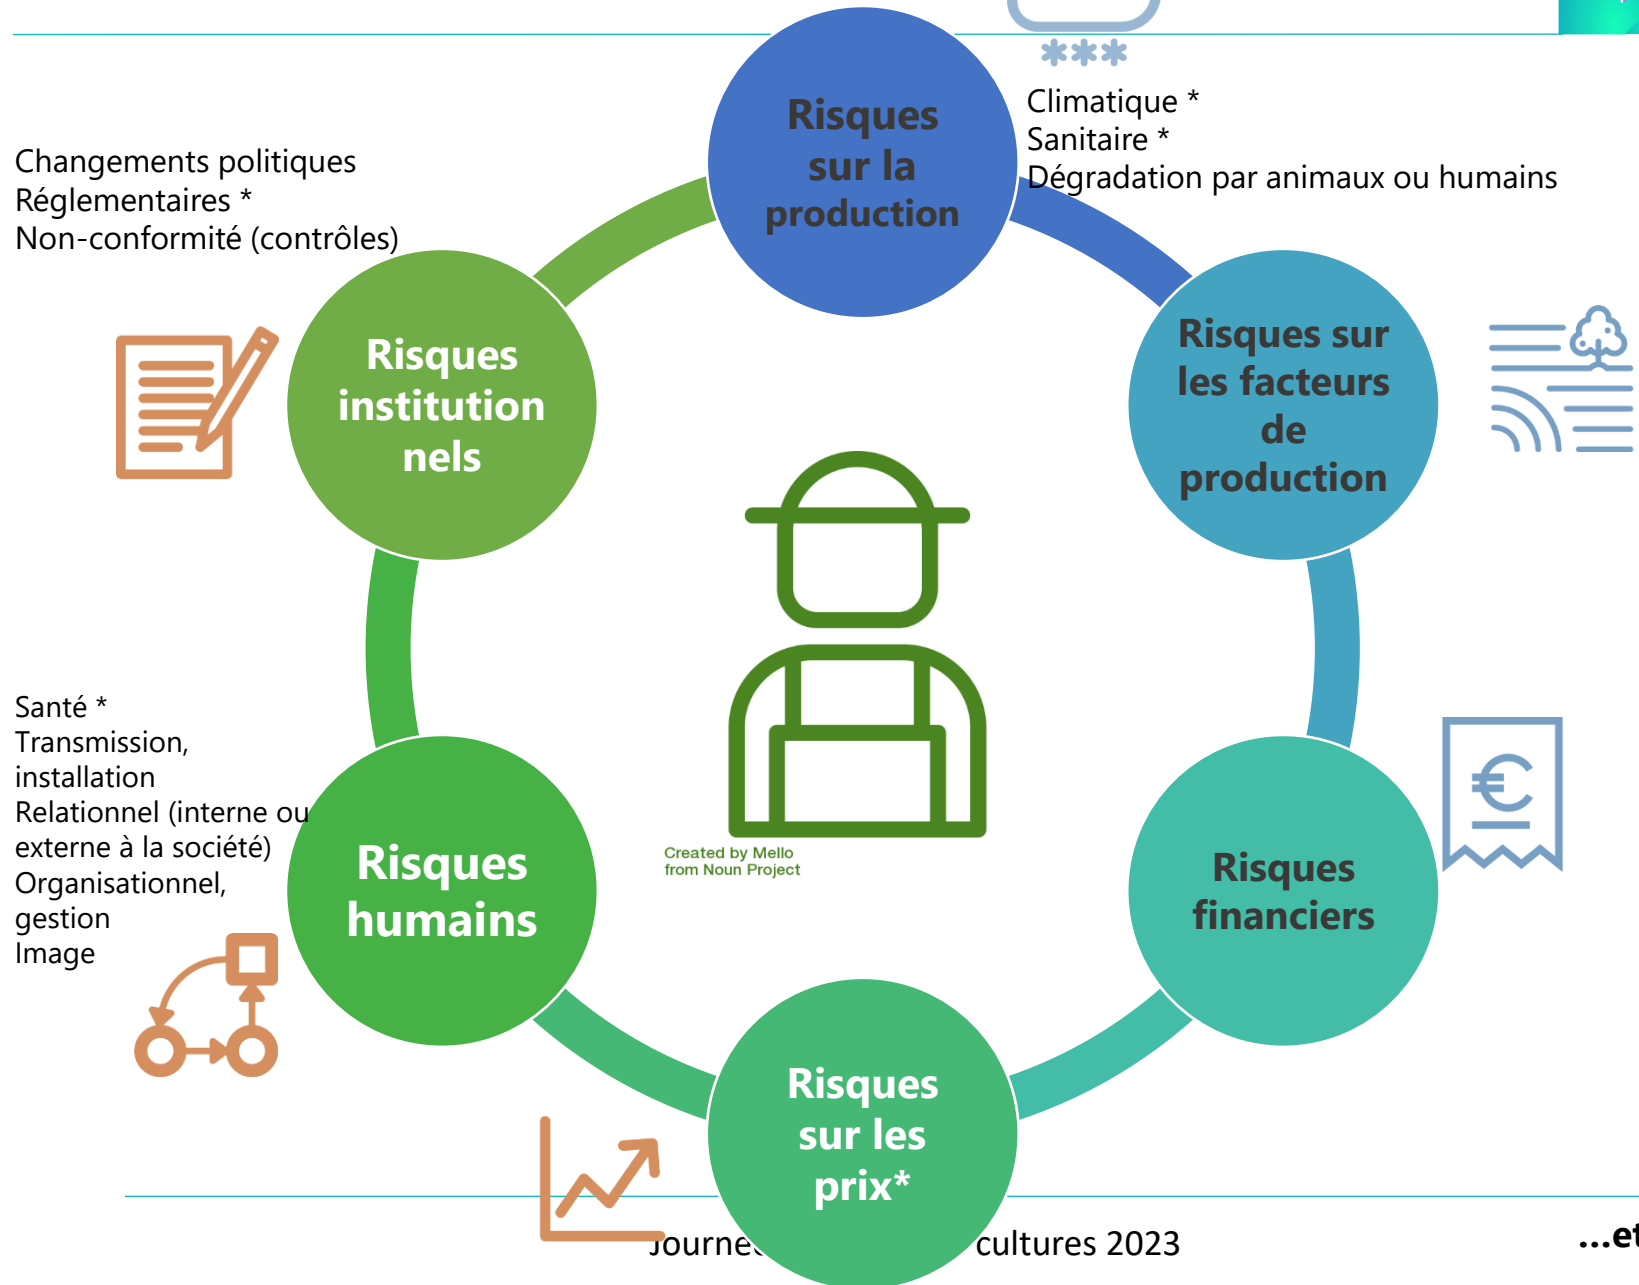 Risques
sur la
production
Climatique *
Sanitaire *
Dégradation par animaux ou humains
Changements politiques
Réglementaires *
Non-conformité (contrôles)
Risques
institution
nels
Risques sur
les facteurs
de
production
Santé *
Transmission,
installation
Relationnel (interne ou
externe à la société)
Organisationnel,
gestion
Image
Risques
humains
Created by Mello
from Noun Project
€
Risques
financiers
Risques
sur les
prix*
cultures 2023